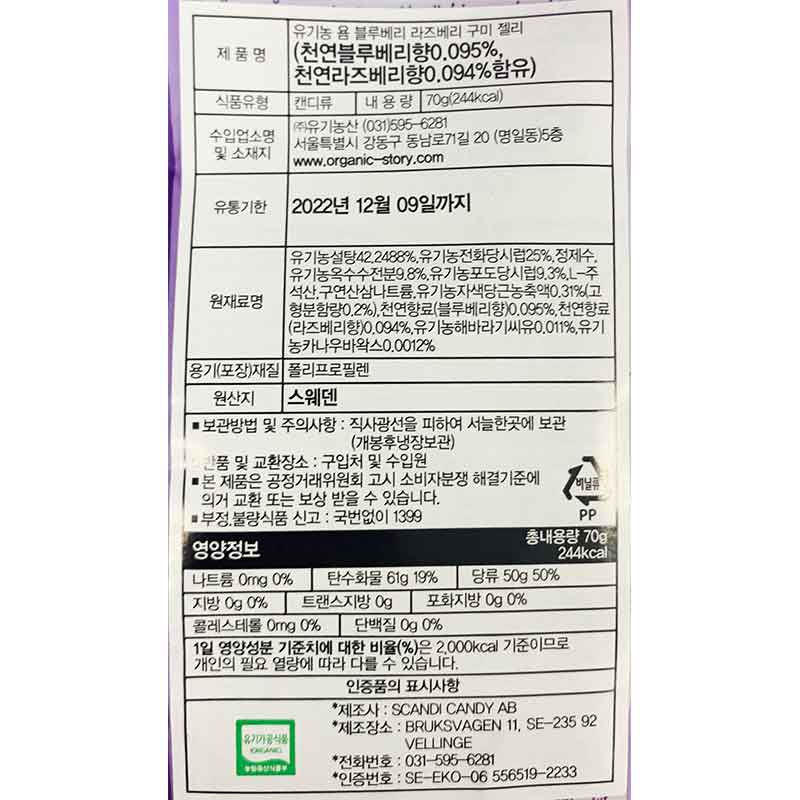 제 품 명
유기농 욤 블루베리 라즈베리 구미 젤리
(천연블루베리향0.095%,
천연라즈베리향0.094%함유)
식품유형 캔디류 내 용 량 70g(244kcal)
수입업소명
및 소재지
㈜유기농산 (031)595-6281
서울특별시 강동구 동남로71길 20 (명일동)5층
www.organic-story.com
유통기한 2022년 12월 09일까지
원재료명
유기농설탕42.2488%,유기농전화당시럽25%,정제수,
유기농옥수수전분9.8%,유기농포도당시럽9.3%,L-주
석산,구연산삼나트륨,유기농자색당근농축액0.31%(고
형분함량0.2%),천연향료(블루베리향)0.095%,천연향료
(라즈베리향)0.094%,유기농해바라기씨유0.011%,유기
농카나우바왁스0.0012%
용기(포장)재질 폴리프로필렌
원산지 스웨덴
■보관방법 및 주의사항 : 직사광선을 피하여 서늘한곳에 보관
(개봉후냉장보관)
반품 및 교환장소 : 구입처 및 수입원
■본 제품은 공정거래위원회 고시 소비자분쟁 해결기준에
의거 교환 또는 보상 받을 수 있습니다.
■부정.불량식품 신고 : 국번없이 1399
비닐류
PP
영양정보
총내용량 70g
244kcal
나트륨 0mg 0% 탄수화물 61g 19% 당류 50g 50%
지방 0g 0% 트랜스지방 0g 포화지방 0g 0%
콜레스테롤 0mg 0% 단백질 0g 0%
1일 영양성분 기준치에 대한 비율(%)은 2,000kcal 기준이므로
개인의 필요 열량에 따라 다를 수 있습니다.
인증품의 표시사항
*제조사 : SCANDI CANDY AB
*제조장소 : BRUKSVAGEN 11, SE-235 92
VELLINGE
*전화번호 : 031-595-6281
*인증번호 : SE-EKO-06 556519-2233
유기가공식품
(ORGANIC)
농림축산식품부